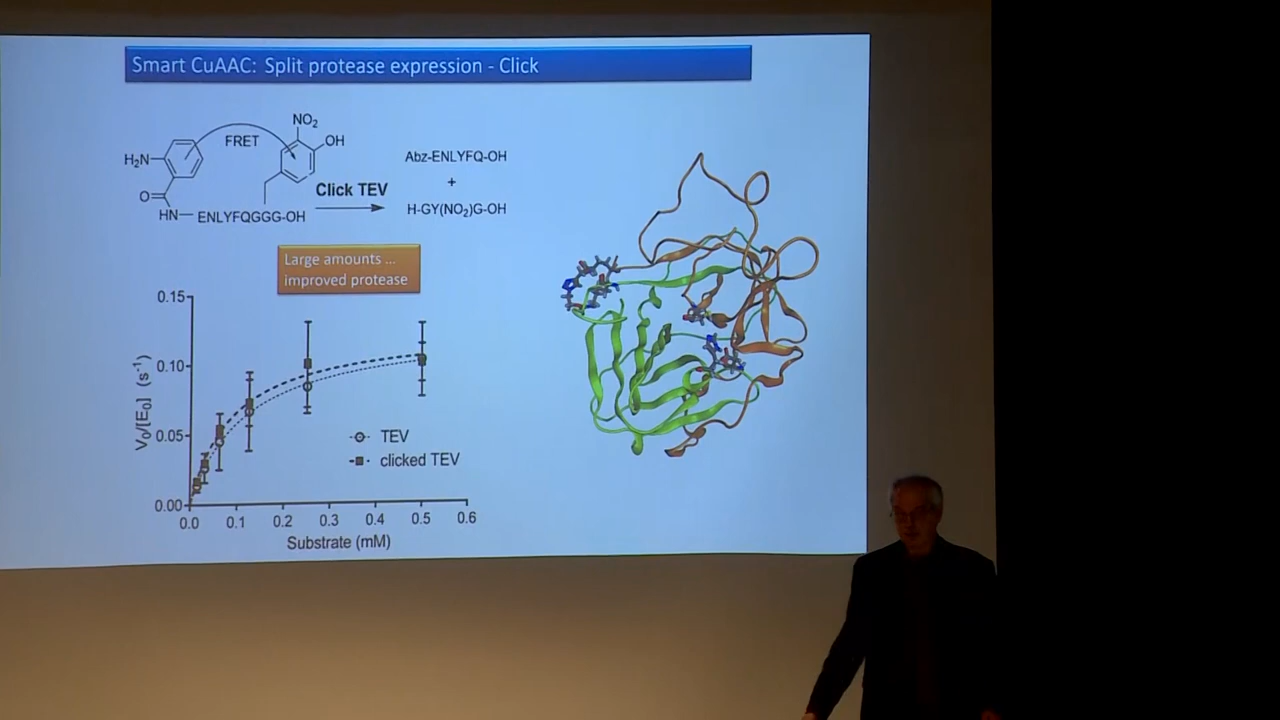 Smart CuAAC: Split protease expression - Click
NO₂
FRET
OH
H₂N
O
HN
ENLYFQGGG-OH
Click TEV
Abz-ENLYFQ-OH
+
H-GY(NO₂)G-OH
Large amounts ...
improved protease
0.15
0.10
0.05
0.00
V₀/[E₀] (s⁻¹)
TEV
clicked TEV
0.0 0.1 0.2 0.3 0.4 0.5 0.6
Substrate (mM)